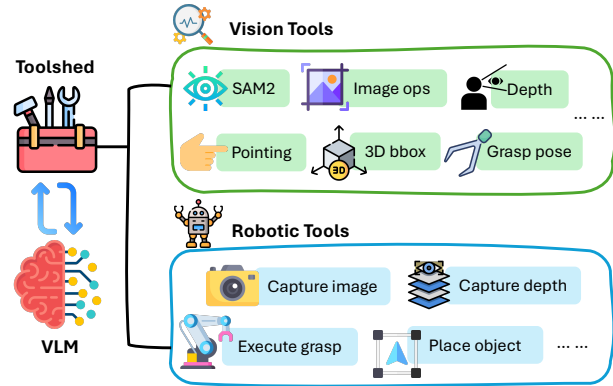 Vision Tools
Toolshed
SAM2
Image ops
Depth
... ...
Pointing
3D
3D bbox
Grasp pose
Robotic Tools
Capture image
Capture depth
VLM
Execute grasp
Place object
... ...